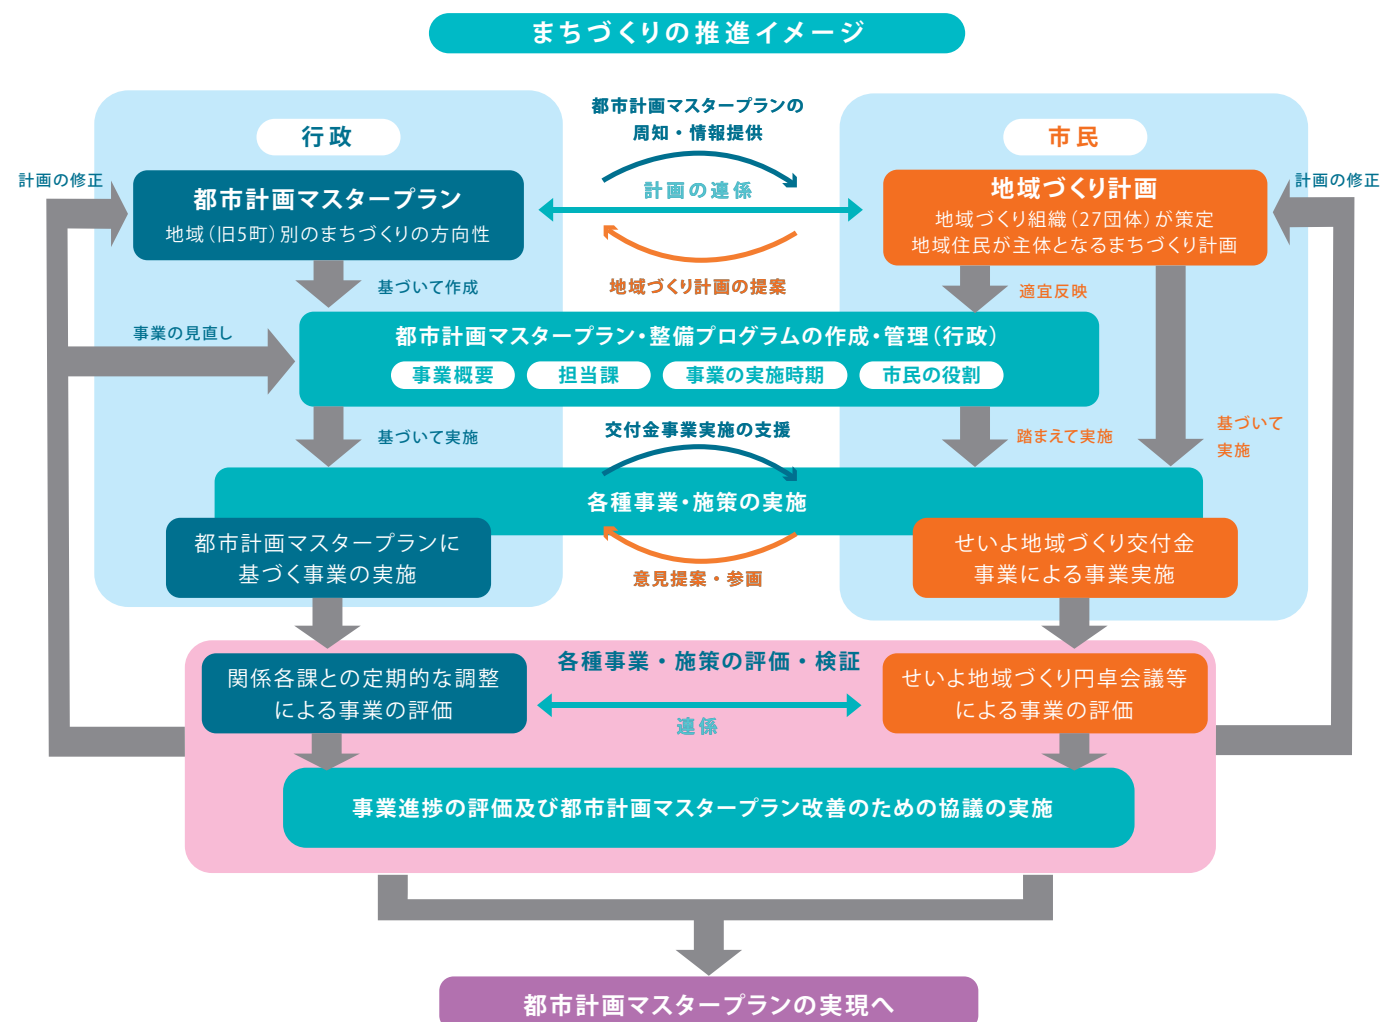 まちづくりの推進イメージ
行政
都市計画マスタープランの
周知・情報提供
市民
計画の修正
都市計画マスタープラン
地域（旧5町）別のまちづくりの方向性
計画の連係
地域づくり計画
地域づくり組織（27団体）が策定
地域住民が主体となるまちづくり計画
計画の修正
基づいて作成
地域づくり計画の提案
適宜反映
事業の見直し
都市計画マスタープラン・整備プログラムの作成・管理（行政）
事業概要
担当課
事業の実施時期
市民の役割
基づいて実施
交付金事業実施の支援
踏まえて実施
基づいて
実施
各種事業・施策の実施
都市計画マスタープランに
基づく事業の実施
意見提案・参画
せいよ地域づくり交付金
事業による事業実施
各種事業・施策の評価・検証
関係各課との定期的な調整
による事業の評価
連係
せいよ地域づくり円卓会議等
による事業の評価
事業進捗の評価及び都市計画マスタープラン改善のための協議の実施
都市計画マスタープランの実現へ